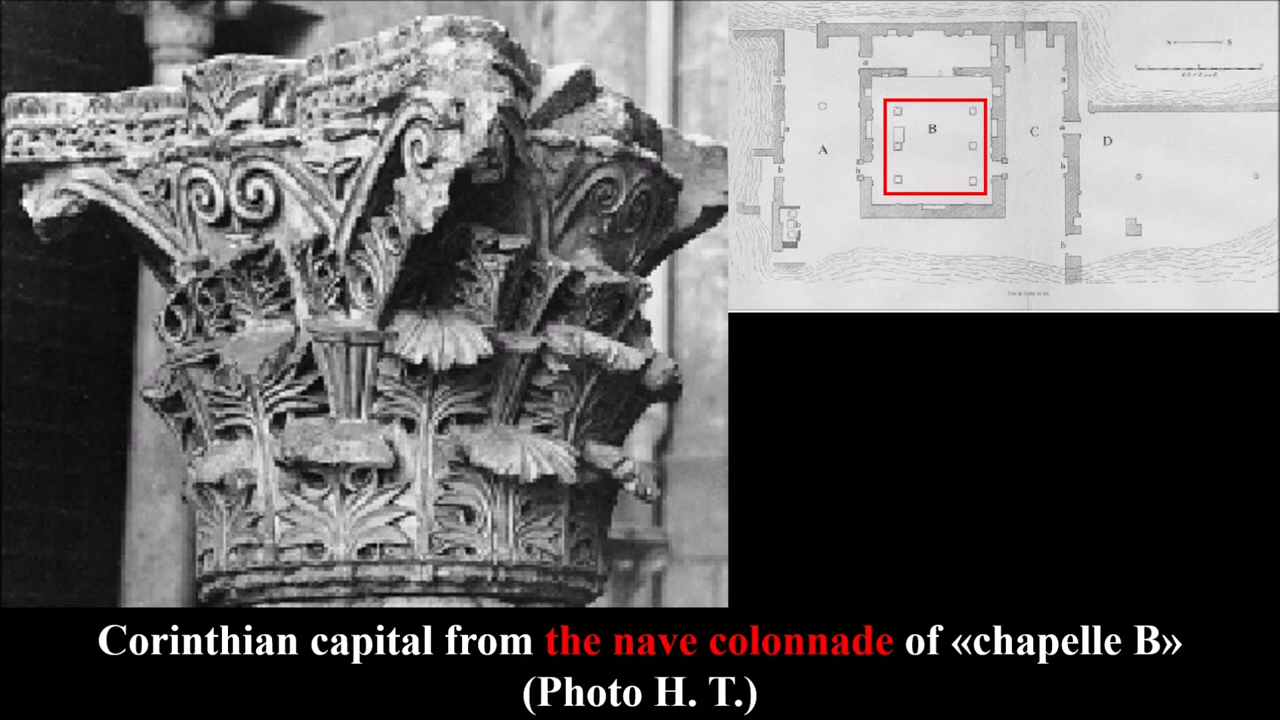 B
A
C
D
a
a
a
a
a
b
b
b
b
b
b
Corinthian capital from the nave colonnade of «chapelle B»
(Photo H. T.)